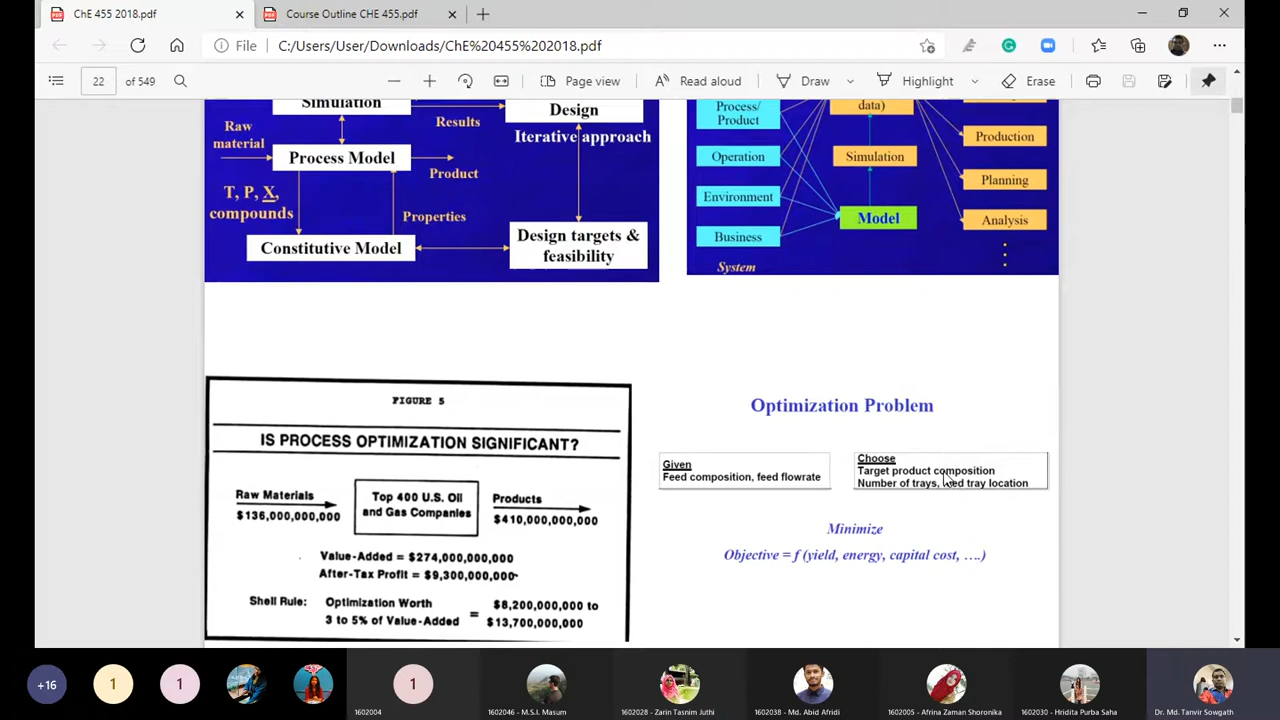 ChE 455 2018.pdf
Course Outline CHE 455.pdf
File
C:/Users/User/Downloads/ChE%20455%202018.pdf
22
of 549
Page view
Read aloud
Draw
Highlight
Erase
Simulation
Results
Design
Iterative approach
Raw
material
Process Model
Product
T, P, X,
compounds
Properties
Constitutive Model
Design targets &
feasibility
Process/
Product
data)
Production
Operation
Simulation
Planning
Environment
Model
Analysis
Business
System
FIGURE 5
IS PROCESS OPTIMIZATION SIGNIFICANT?
Raw Materials
$136,000,000,000
Top 400 U.S. Oil
and Gas Companies
Products
$410,000,000,000
Value-Added = $274,000,000,000
After-Tax Profit = $9,300,000,000
Shell Rule:
Optimization Worth
3 to 5% of Value-Added
=
$8,200,000,000 to
$13,700,000,000
Optimization Problem
Given
Feed composition, feed flowrate
Choose
Target product composition
Number of trays, feed tray location
Minimize
Objective = f (yield, energy, capital cost, ….)
+16
1
1
1
1602004
1602046 - M.S.I. Masum
1602028 - Zarin Tasnim Juthi
1602038 - Md. Abid Afridi
1602005 - Afrina Zaman Shoronika
1602030 - Hridita Purba Saha
Dr. Md. Tanvir Sowgath